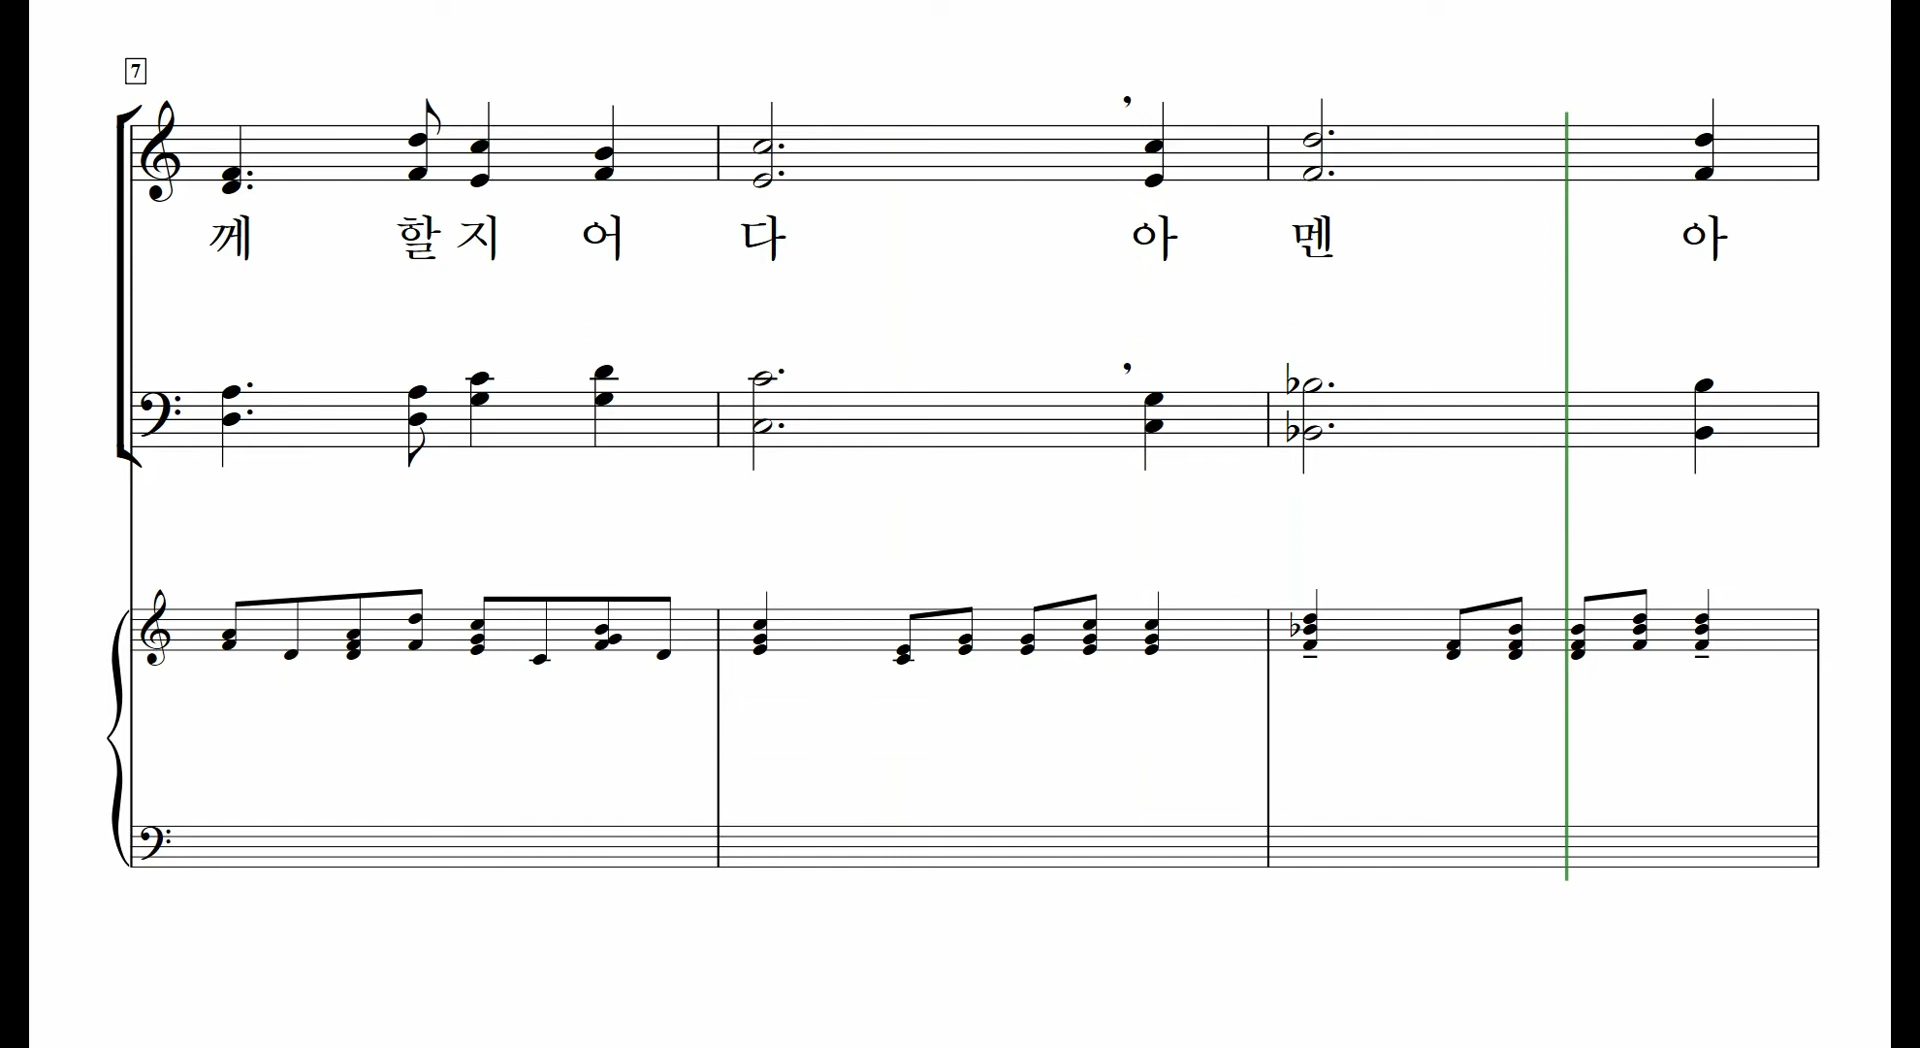 7
께 할 지 어 다 아 멘 아